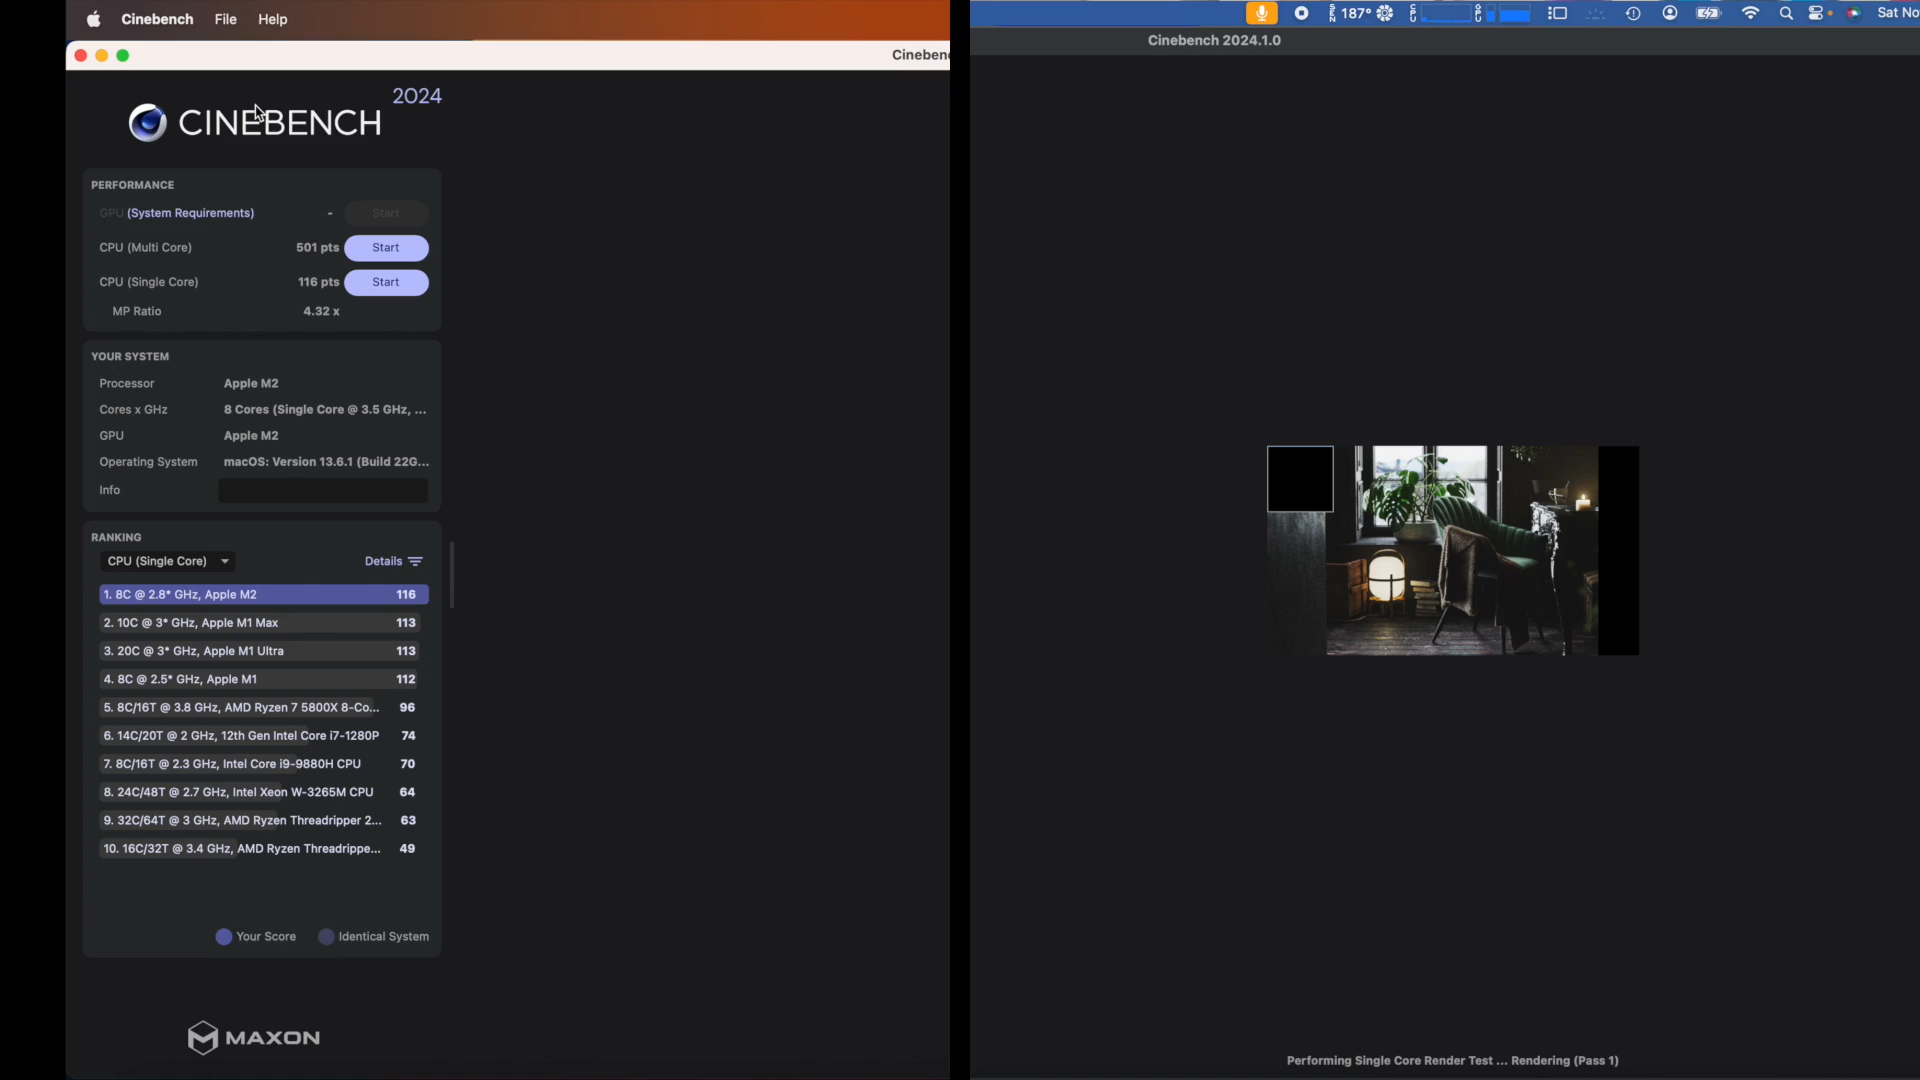 Cinebench File Help
Cineben
2024
CINEBENCH
PERFORMANCE
GPU (System Requirements) - Start
CPU (Multi Core) 501 pts Start
CPU (Single Core) 116 pts Start
MP Ratio 4.32 x
YOUR SYSTEM
Processor Apple M2
Cores x GHz 8 Cores (Single Core @ 3.5 GHz, ...
GPU Apple M2
Operating System macOS: Version 13.6.1 (Build 22G...
Info
RANKING
CPU (Single Core) Details
1. 8C @ 2.8* GHz, Apple M2 116
2. 10C @ 3* GHz, Apple M1 Max 113
3. 20C @ 3* GHz, Apple M1 Ultra 113
4. 8C @ 2.5* GHz, Apple M1 112
5. 8C/16T @ 3.8 GHz, AMD Ryzen 7 5800X 8-Co... 96
6. 14C/20T @ 2 GHz, 12th Gen Intel Core i7-1280P 74
7. 8C/16T @ 2.3 GHz, Intel Core i9-9880H CPU 70
8. 24C/48T @ 2.7 GHz, Intel Xeon W-3265M CPU 64
9. 32C/64T @ 3 GHz, AMD Ryzen Threadripper 2... 63
10. 16C/32T @ 3.4 GHz, AMD Ryzen Threadrippe... 49
Your Score Identical System
MAXON
SEN 187° CPU GPU Sat No
Cinebench 2024.1.0
Performing Single Core Render Test ... Rendering (Pass 1)